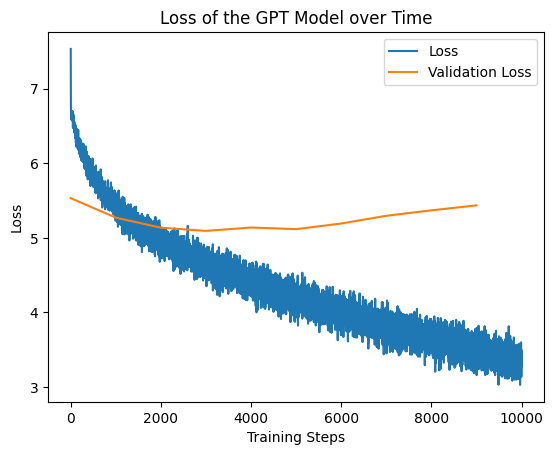 Loss of the GPT Model over Time
Loss
Validation Loss
7
6
5
4
3
Loss
0 2000 4000 6000 8000 10000
Training Steps